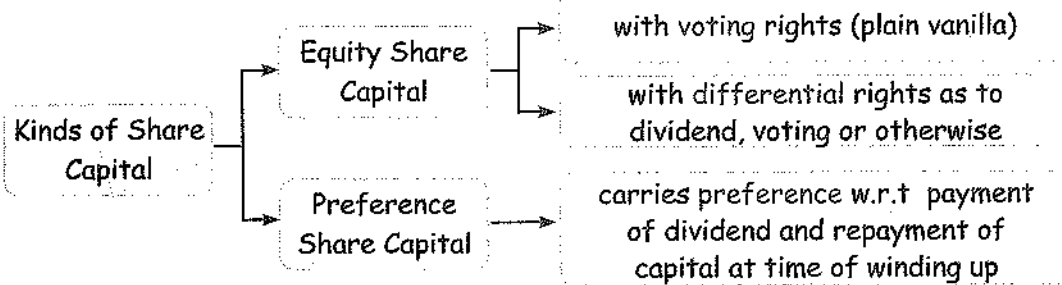 Kinds of Share
Capital
Equity Share
Capital
with voting rights (plain vanilla)
with differential rights as to
dividend, voting or otherwise
Preference
Share Capital
carries preference w.r.t payment
of dividend and repayment of
capital at time of winding up